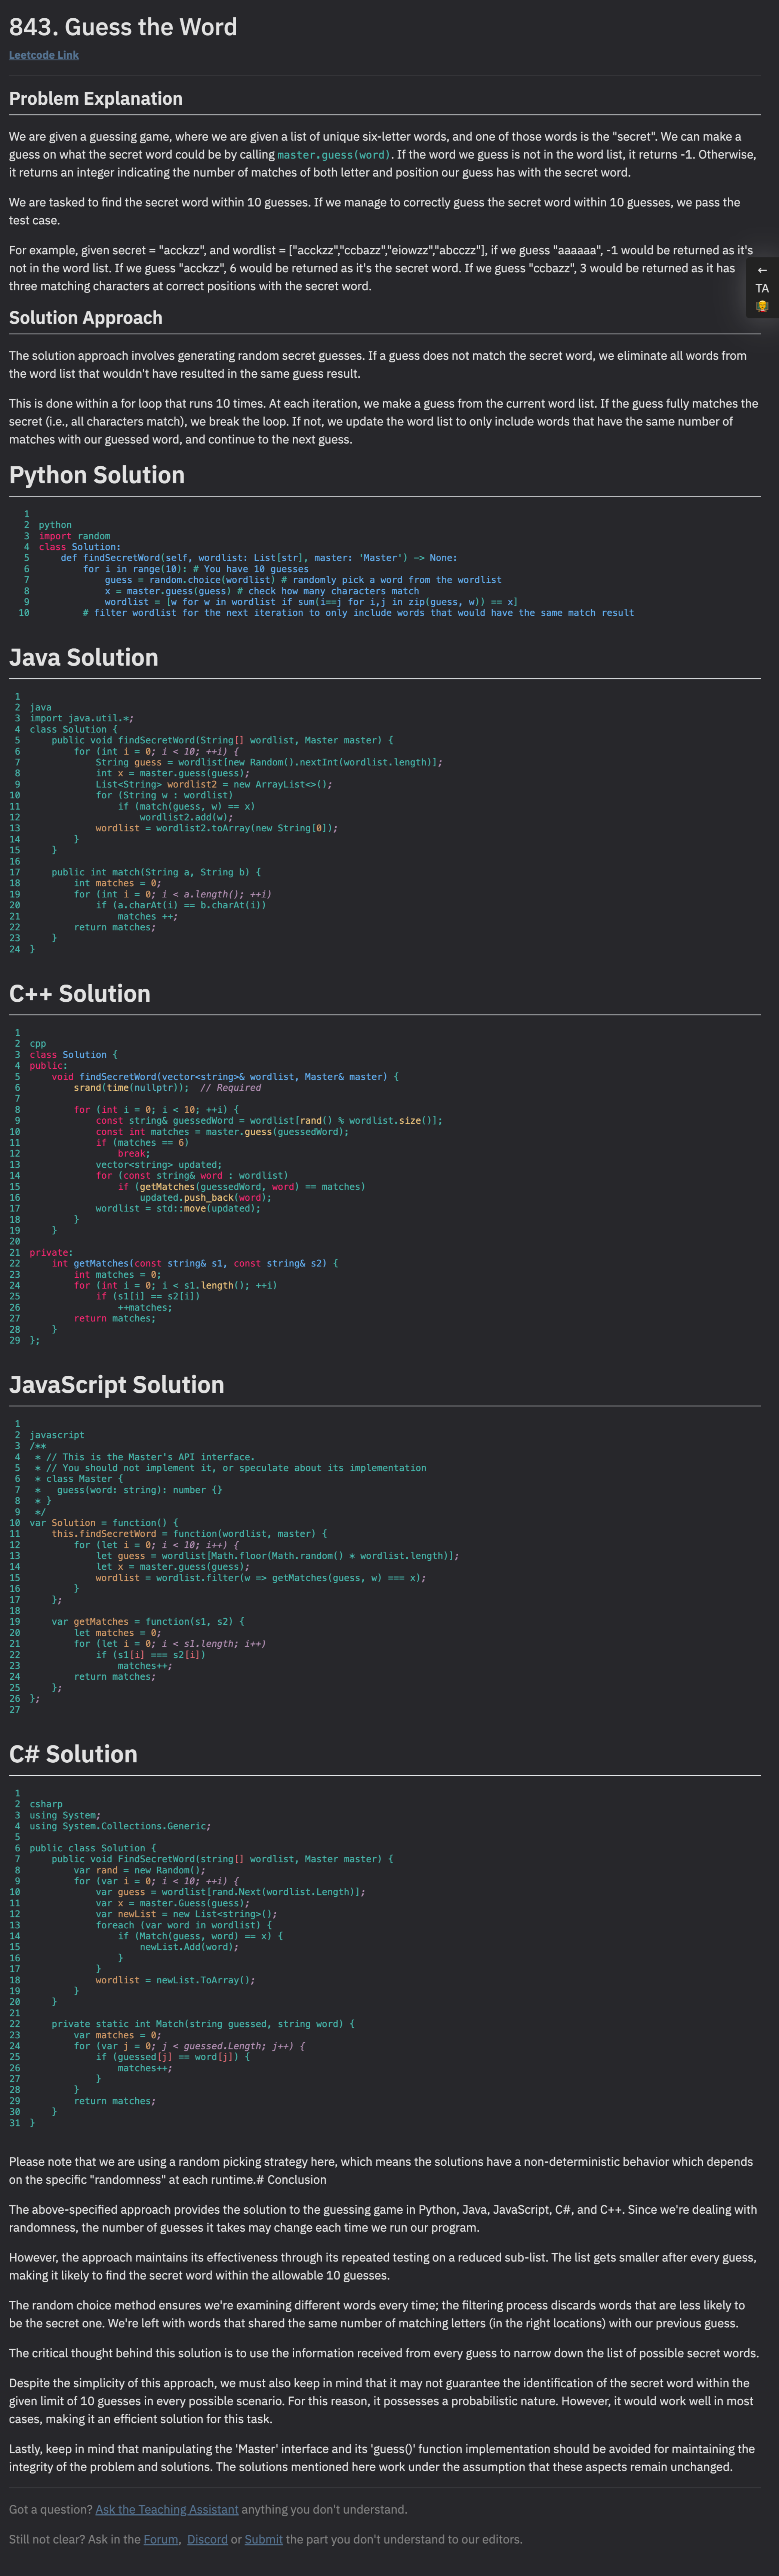 843. Guess the Word
Leetcode Link
Problem Explanation
We are given a guessing game, where we are given a list of unique six-letter words, and one of those words is the "secret". We can make a
guess on what the secret word could be by calling master.guess(word). If the word we guess is not in the word list, it returns -1. Otherwise,
it returns an integer indicating the number of matches of both letter and position our guess has with the secret word.
We are tasked to find the secret word within 10 guesses. If we manage to correctly guess the secret word within 10 guesses, we pass the
test case.
For example, given secret = "acckzz", and wordlist = ["acckzz","ccbazz","eiowzz","abcczz"], if we guess "aaaaaa", -1 would be returned as it's
not in the word list. If we guess "acckzz", 6 would be returned as it's the secret word. If we guess "ccbazz", 3 would be returned as it has
three matching characters at correct positions with the secret word.
←
TA
Solution Approach
The solution approach involves generating random secret guesses. If a guess does not match the secret word, we eliminate all words from
the word list that wouldn't have resulted in the same guess result.
This is done within a for loop that runs 10 times. At each iteration, we make a guess from the current word list. If the guess fully matches the
secret (i.e., all characters match), we break the loop. If not, we update the word list to only include words that have the same number of
matches with our guessed word, and continue to the next guess.
Python Solution
1
2 python
3 import random
4 class Solution:
5 def findSecretWord(self, wordlist: List[str], master: 'Master') -> None:
6 for i in range(10): # You have 10 guesses
7 guess = random.choice(wordlist) # randomly pick a word from the wordlist
8 x = master.guess(guess) # check how many characters match
9 wordlist = [w for w in wordlist if sum(i==j for i,j in zip(guess, w)) == x]
10 # filter wordlist for the next iteration to only include words that would have the same match result
Java Solution
1
2 java
3 import java.util.*;
4 class Solution {
5 public void findSecretWord(String[] wordlist, Master master) {
6 for (int i = 0; i < 10; ++i) {
7 String guess = wordlist[new Random().nextInt(wordlist.length)];
8 int x = master.guess(guess);
9 List<String> wordlist2 = new ArrayList<>();
10 for (String w : wordlist)
11 if (match(guess, w) == x)
12 wordlist2.add(w);
13 wordlist = wordlist2.toArray(new String[0]);
14 }
15 }
16
17 public int match(String a, String b) {
18 int matches = 0;
19 for (int i = 0; i < a.length(); ++i)
20 if (a.charAt(i) == b.charAt(i))
21 matches ++;
22 return matches;
23 }
24 }
C++ Solution
1
2 cpp
3 class Solution {
4 public:
5 void findSecretWord(vector<string>& wordlist, Master& master) {
6 srand(time(nullptr)); // Required
7
8 for (int i = 0; i < 10; ++i) {
9 const string& guessedWord = wordlist[rand() % wordlist.size()];
10 const int matches = master.guess(guessedWord);
11 if (matches == 6)
12 break;
13 vector<string> updated;
14 for (const string& word : wordlist)
15 if (getMatches(guessedWord, word) == matches)
16 updated.push_back(word);
17 wordlist = std::move(updated);
18 }
19 }
20
21 private:
22 int getMatches(const string& s1, const string& s2) {
23 int matches = 0;
24 for (int i = 0; i < s1.length(); ++i)
25 if (s1[i] == s2[i])
26 ++matches;
27 return matches;
28 }
29 };
JavaScript Solution
1
2 javascript
3 /**
4 * // This is the Master's API interface.
5 * // You should not implement it, or speculate about its implementation
6 * class Master {
7 * guess(word: string): number {}
8 * }
9 */
10 var Solution = function() {
11 this.findSecretWord = function(wordlist, master) {
12 for (let i = 0; i < 10; i++) {
13 let guess = wordlist[Math.floor(Math.random() * wordlist.length)];
14 let x = master.guess(guess);
15 wordlist = wordlist.filter(w => getMatches(guess, w) === x);
16 }
17 };
18
19 var getMatches = function(s1, s2) {
20 let matches = 0;
21 for (let i = 0; i < s1.length; i++)
22 if (s1[i] === s2[i])
23 matches++;
24 return matches;
25 };
26 };
27
C# Solution
1
2 csharp
3 using System;
4 using System.Collections.Generic;
5
6 public class Solution {
7 public void FindSecretWord(string[] wordlist, Master master) {
8 var rand = new Random();
9 for (var i = 0; i < 10; ++i) {
10 var guess = wordlist[rand.Next(wordlist.Length)];
11 var x = master.Guess(guess);
12 var newList = new List<string>();
13 foreach (var word in wordlist) {
14 if (Match(guess, word) == x) {
15 newList.Add(word);
16 }
17 }
18 wordlist = newList.ToArray();
19 }
20 }
21
22 private static int Match(string guessed, string word) {
23 var matches = 0;
24 for (var j = 0; j < guessed.Length; j++) {
25 if (guessed[j] == word[j]) {
26 matches++;
27 }
28 }
29 return matches;
30 }
31 }
Please note that we are using a random picking strategy here, which means the solutions have a non-deterministic behavior which depends
on the specific "randomness" at each runtime.# Conclusion
The above-specified approach provides the solution to the guessing game in Python, Java, JavaScript, C#, and C++. Since we're dealing with
randomness, the number of guesses it takes may change each time we run our program.
However, the approach maintains its effectiveness through its repeated testing on a reduced sub-list. The list gets smaller after every guess,
making it likely to find the secret word within the allowable 10 guesses.
The random choice method ensures we're examining different words every time; the filtering process discards words that are less likely to
be the secret one. We're left with words that shared the same number of matching letters (in the right locations) with our previous guess.
The critical thought behind this solution is to use the information received from every guess to narrow down the list of possible secret words.
Despite the simplicity of this approach, we must also keep in mind that it may not guarantee the identification of the secret word within the
given limit of 10 guesses in every possible scenario. For this reason, it possesses a probabilistic nature. However, it would work well in most
cases, making it an efficient solution for this task.
Lastly, keep in mind that manipulating the 'Master' interface and its 'guess()' function implementation should be avoided for maintaining the
integrity of the problem and solutions. The solutions mentioned here work under the assumption that these aspects remain unchanged.
Got a question? Ask the Teaching Assistant anything you don't understand.
Still not clear? Ask in the Forum, Discord or Submit the part you don't understand to our editors.